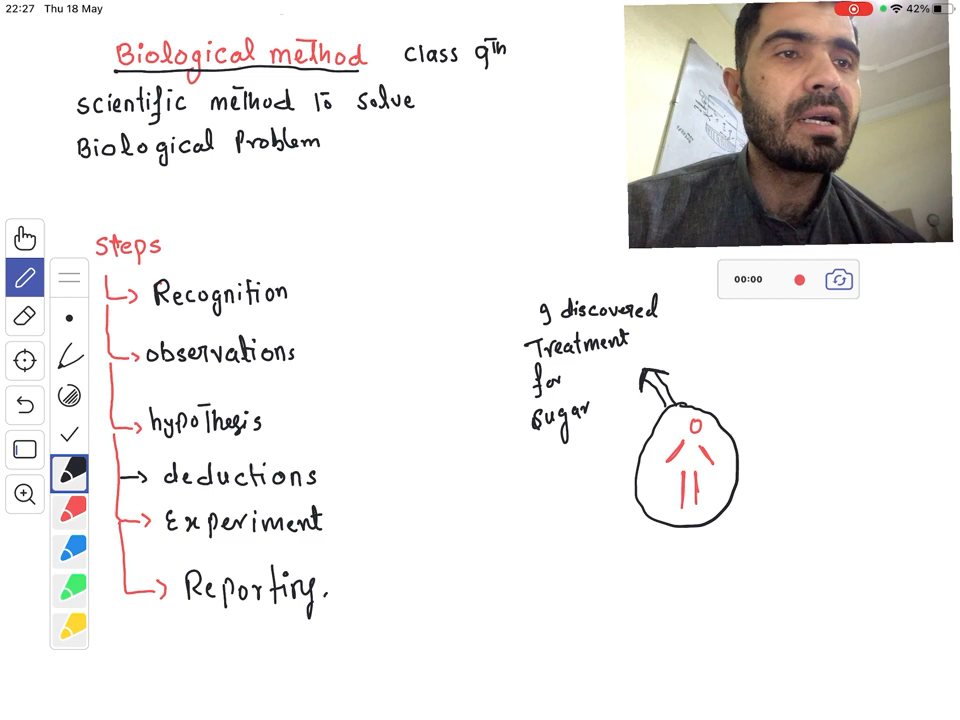 22:27 Thu 18 May
42%
Biological method class 9th
scientific method to solve
Biological Problem
00:00
Steps
Recognition
observations
hypothesis
deductions
Experiment
Reporting.
I discovered
Treatment
for
Sugar